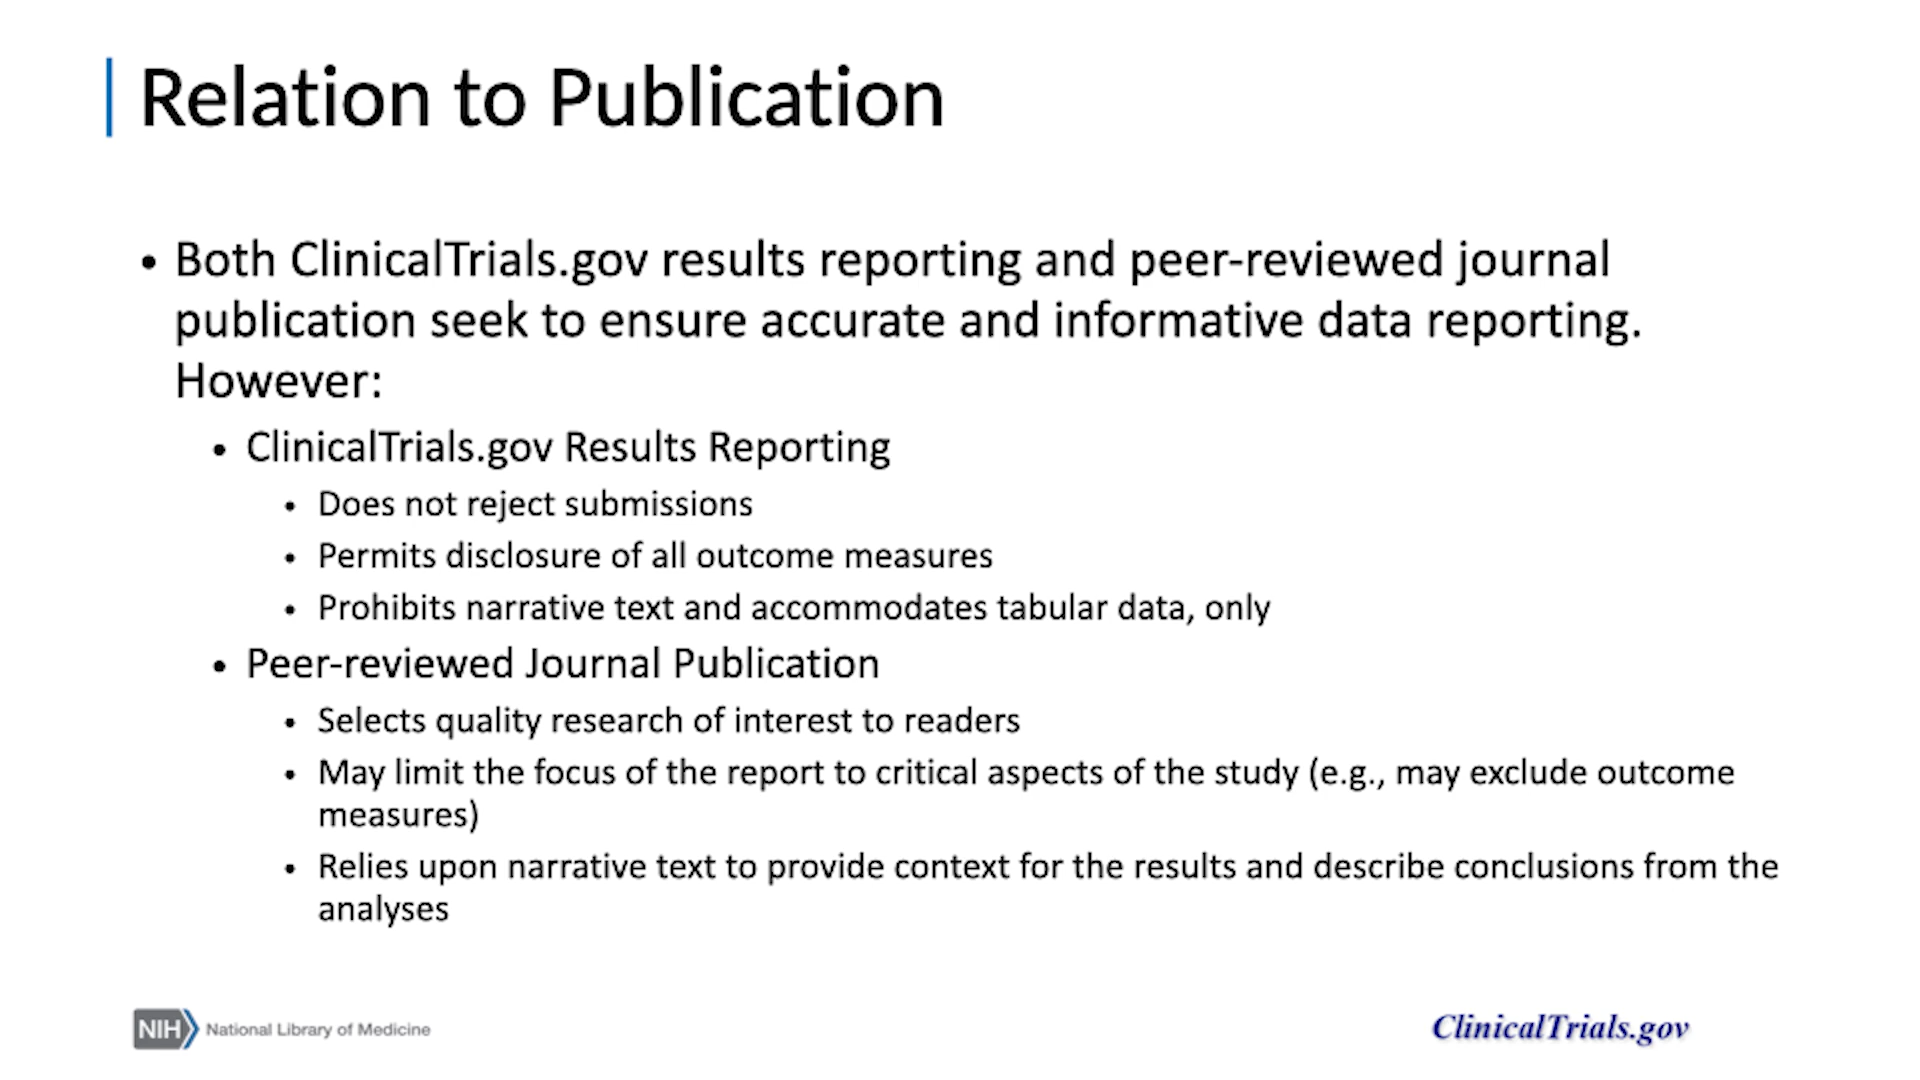 Relation to Publication
• Both ClinicalTrials.gov results reporting and peer-reviewed journal
publication seek to ensure accurate and informative data reporting.
However:
• ClinicalTrials.gov Results Reporting
• Does not reject submissions
• Permits disclosure of all outcome measures
• Prohibits narrative text and accommodates tabular data, only
• Peer-reviewed Journal Publication
• Selects quality research of interest to readers
• May limit the focus of the report to critical aspects of the study (e.g., may exclude outcome
measures)
• Relies upon narrative text to provide context for the results and describe conclusions from the
analyses
NIH National Library of Medicine
ClinicalTrials.gov